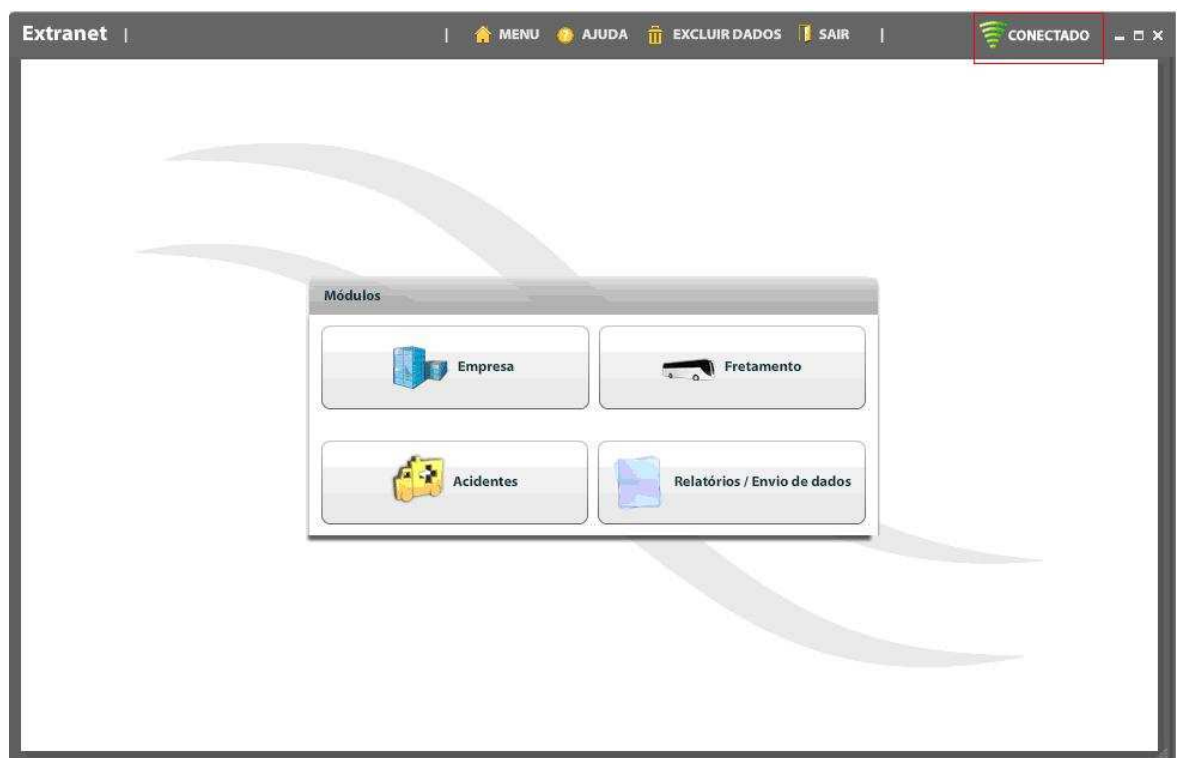 Extranet | | MENU AJUDA EXCLUIR DADOS SAIR | CONECTADO
Módulos
Empresa Fretamento
Acidentes Relatórios / Envio de dados